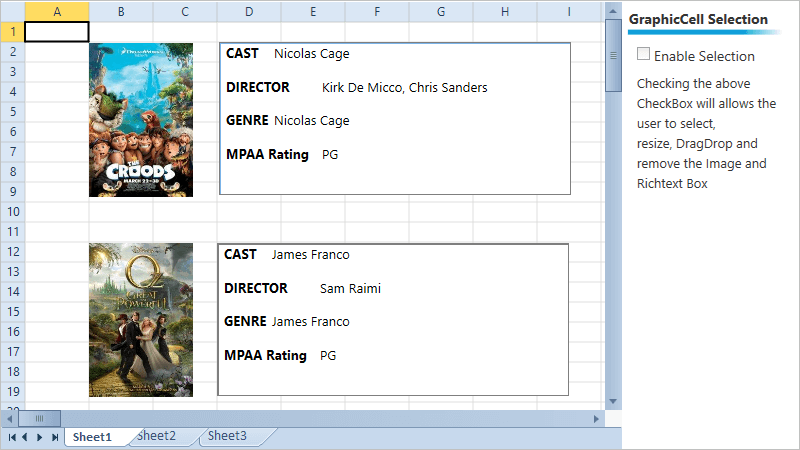 A B C D E F G H I
1
2
3
4
5
6
7
8
9
10
11
12
13
14
15
16
17
18
19
20
DREAMWORKS
THE
CROODS
MARCH 22 3D
CAST Nicolas Cage
DIRECTOR Kirk De Micco, Chris Sanders
GENRE Nicolas Cage
MPAA Rating PG
OZ
GREAT
POWERFUL
CAST James Franco
DIRECTOR Sam Raimi
GENRE James Franco
MPAA Rating PG
Sheet1 Sheet2 Sheet3
GraphicCell Selection
Enable Selection
Checking the above
CheckBox will allows the
user to select,
resize, DragDrop and
remove the Image and
Richtext Box